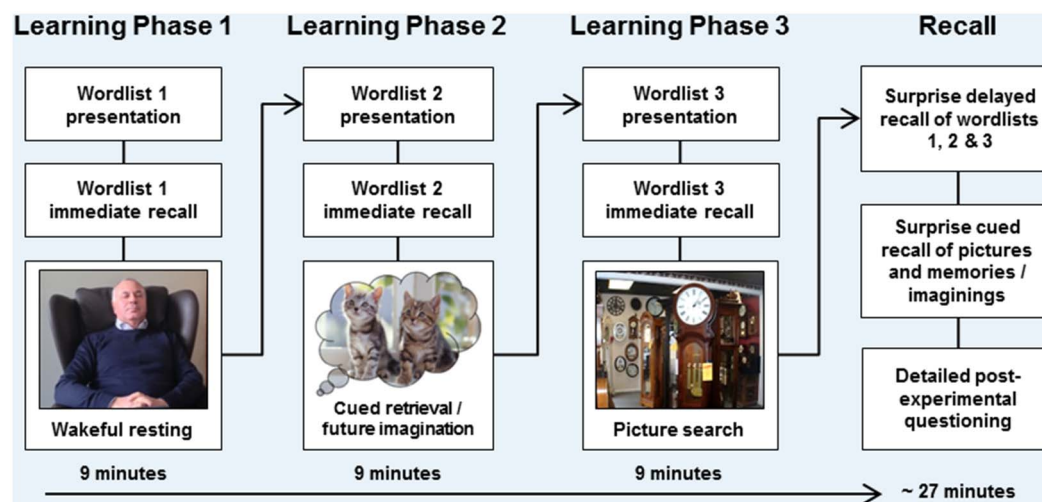 Learning Phase 1
Learning Phase 2
Learning Phase 3
Recall
Wordlist 1
presentation
Wordlist 1
immediate recall
Wakeful resting
9 minutes
Wordlist 2
presentation
Wordlist 2
immediate recall
Cued retrieval /
future imagination
9 minutes
Wordlist 3
presentation
Wordlist 3
immediate recall
Picture search
9 minutes
Surprise delayed
recall of wordlists
1, 2 & 3
Surprise cued
recall of pictures
and memories /
imaginings
Detailed post-
experimental
questioning
~ 27 minutes